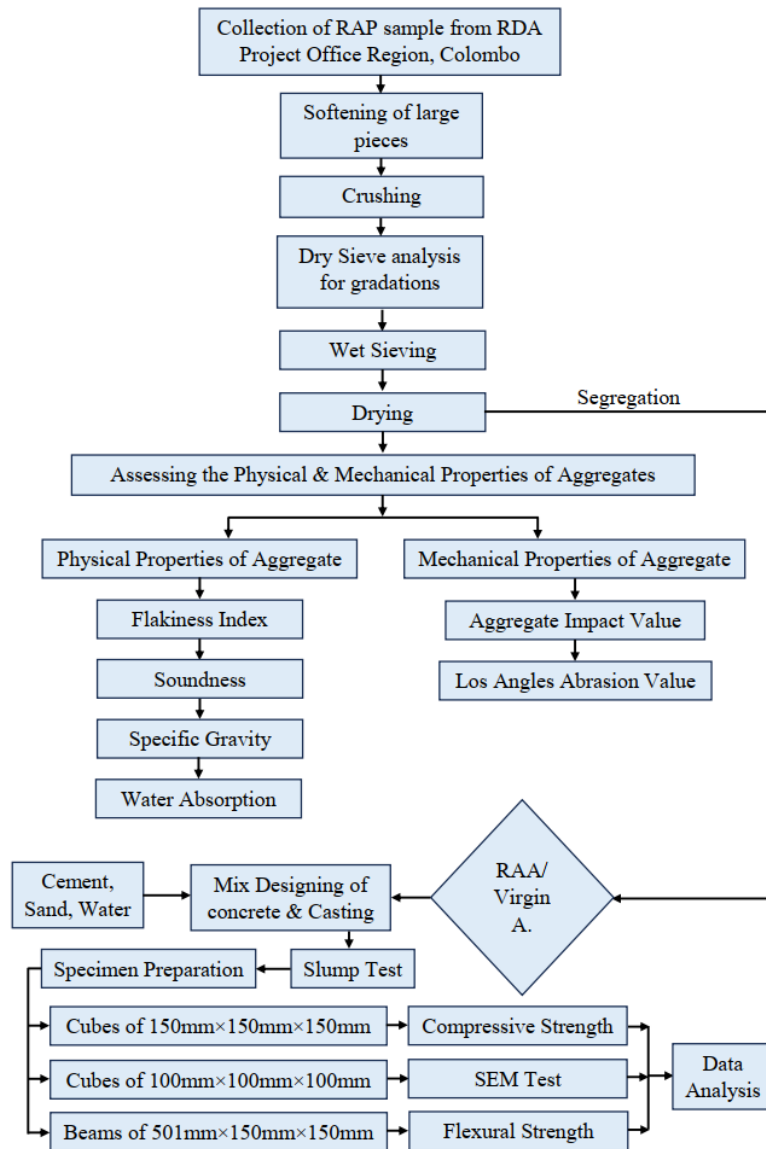 Collection of RAP sample from RDA
Project Office Region, Colombo
Softening of large
pieces
Crushing
Dry Sieve analysis
for gradations
Wet Sieving
Segregation
Drying
Assessing the Physical & Mechanical Properties of Aggregates
Physical Properties of Aggregate
Mechanical Properties of Aggregate
Flakiness Index
Aggregate Impact Value
Soundness
Los Angles Abrasion Value
Specific Gravity
Water Absorption
Cement,
Sand, Water
Mix Designing of
concrete & Casting
RAA/
Virgin
A.
Specimen Preparation
Slump Test
Cubes of 150mm×150mm×150mm
Compressive Strength
Cubes of 100mm×100mm×100mm
SEM Test
Data
Analysis
Beams of 501mm×150mm×150mm
Flexural Strength